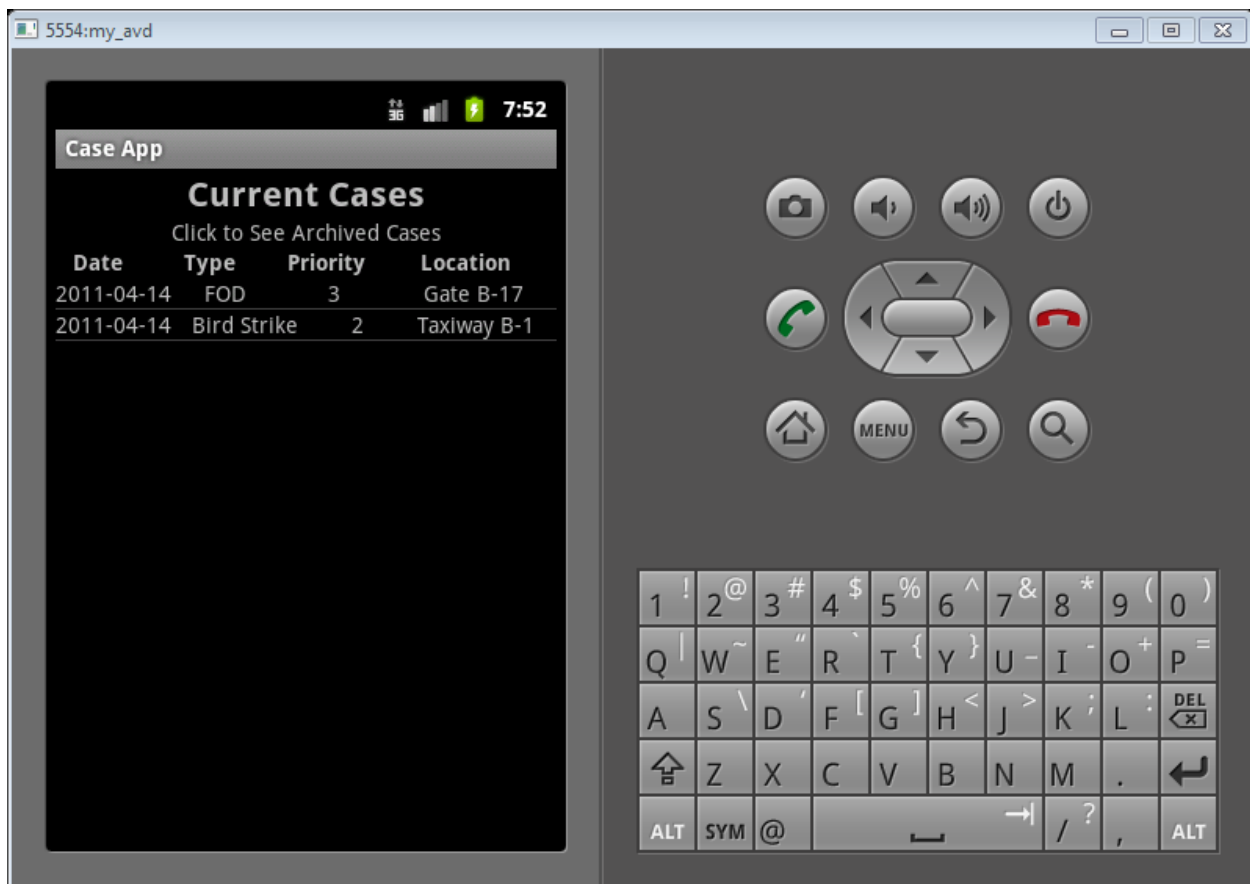 5554:my_avd
3G 7:52
Case App
Current Cases
Click to See Archived Cases
Date Type Priority Location
2011-04-14 FOD 3 Gate B-17
2011-04-14 Bird Strike 2 Taxiway B-1
MENU
1 ! 2 @ 3 # 4 $ 5 % 6 ^ 7 & 8 * 9 ( 0 )
Q | W ~ E “ R ` T { Y } U _ I - O + P =
A S \ D ‘ F [ G ] H < J > K ; L : DEL
Z X C V B N M .
ALT SYM @ / ? , ALT